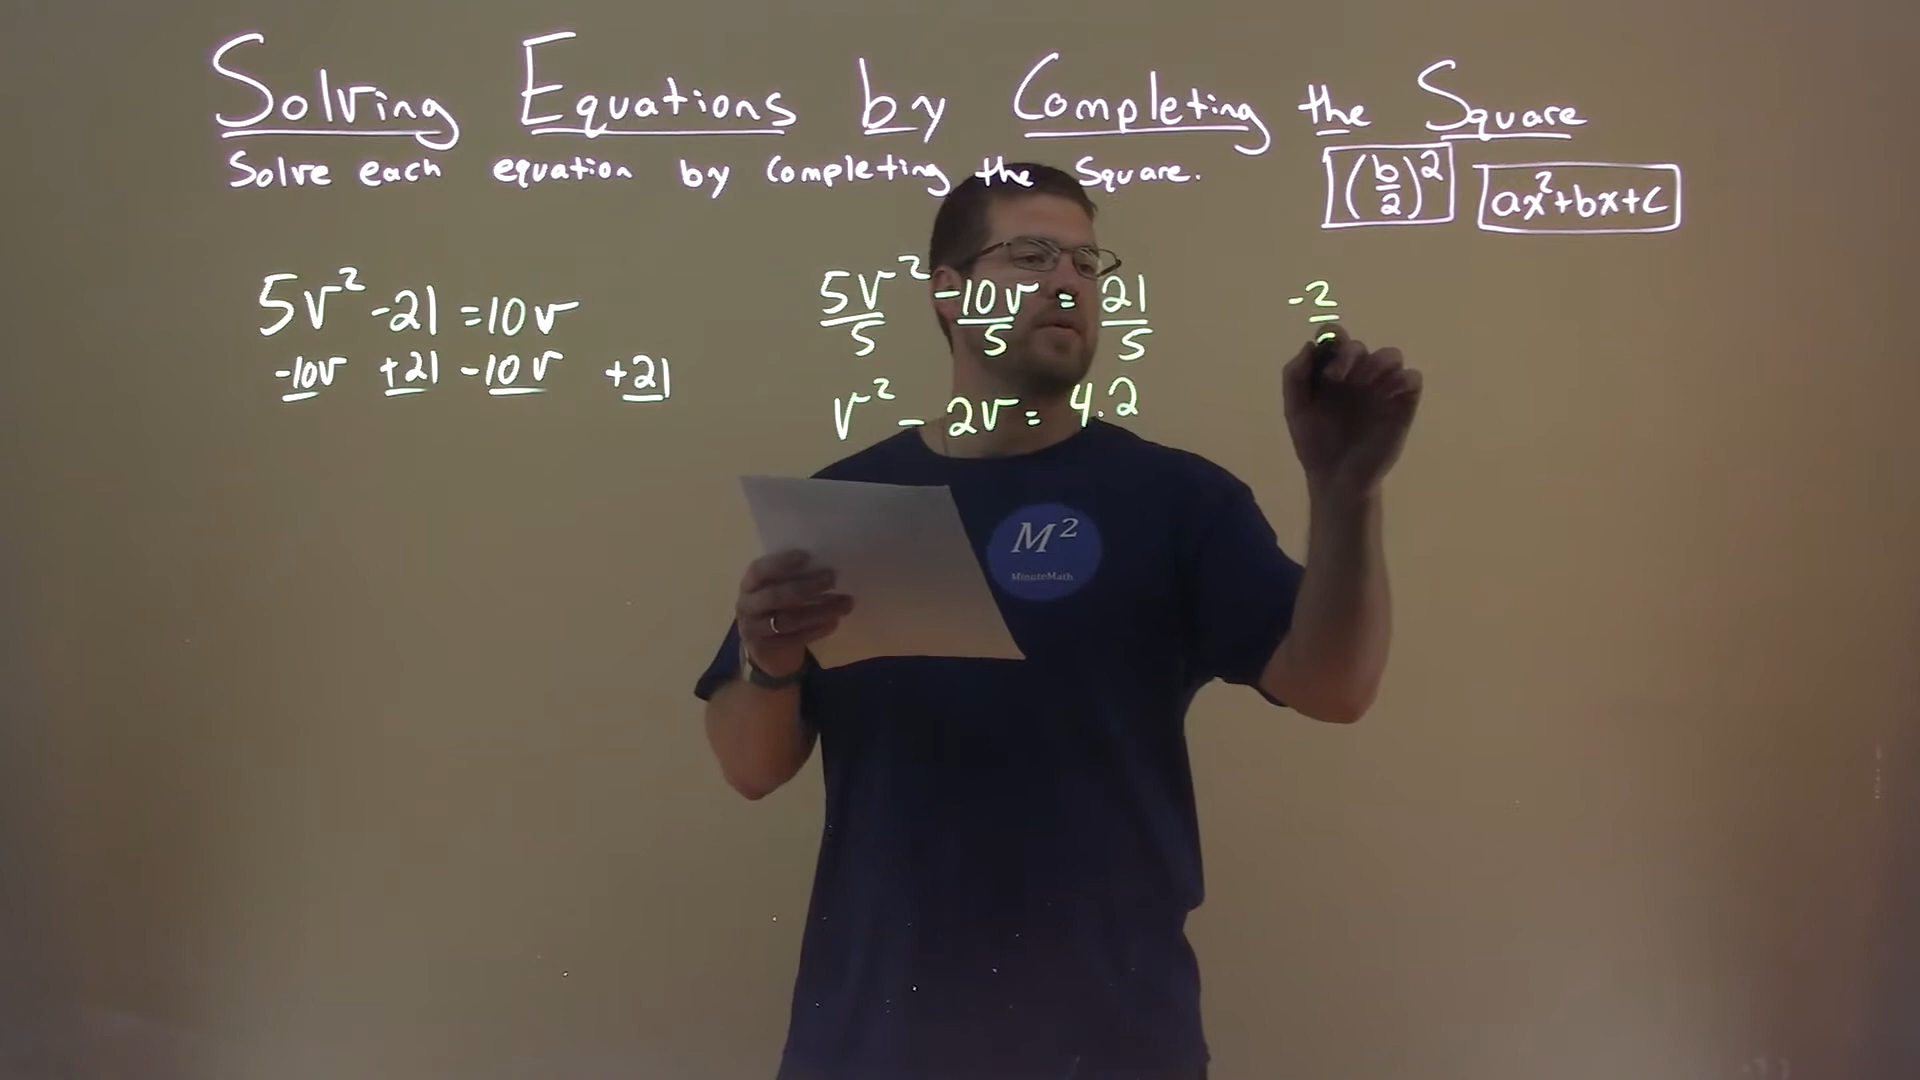 Solving Equations by Completing the Square
Solve each equation by completing the Square.
(b/2)² ax²+bx+c
5v² -21 =10v
-10v +21 -10v +21
5v²/5 -10v/5 = 21/5
v² - 2v = 4.2
-2
M²
MinuteMath